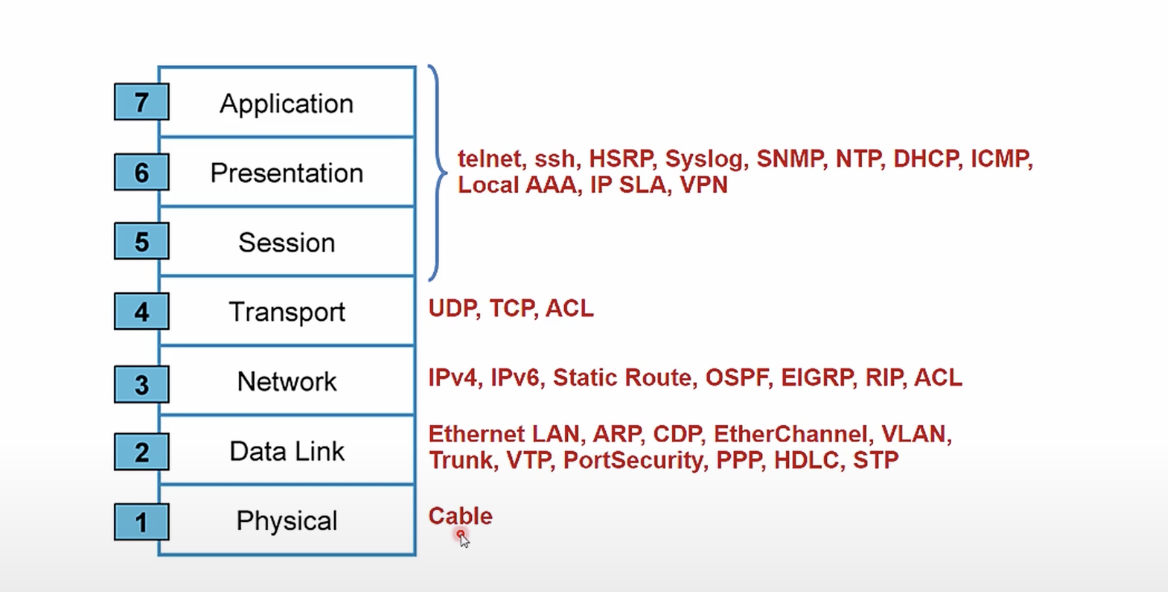 7 Application
telnet, ssh, HSRP, Syslog, SNMP, NTP, DHCP, ICMP,
Local AAA, IP SLA, VPN
6 Presentation
5 Session
4 Transport UDP, TCP, ACL
3 Network IPv4, IPv6, Static Route, OSPF, EIGRP, RIP, ACL
2 Data Link Ethernet LAN, ARP, CDP, EtherChannel, VLAN,
Trunk, VTP, PortSecurity, PPP, HDLC, STP
1 Physical Cable